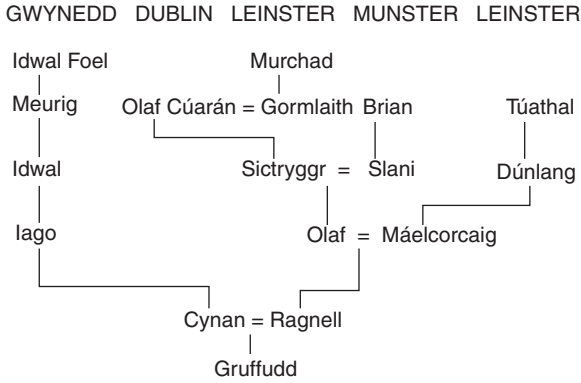 GWYNEDD DUBLIN LEINSTER MUNSTER LEINSTER
Idwal Foel Murchad
Meurig Olaf Cúarán = Gormlaith Brian Túathal
Idwal Sictryggr = Slani Dúnlang
Iago Olaf = Máelcorcaig
Cynan = Ragnell
Gruffudd